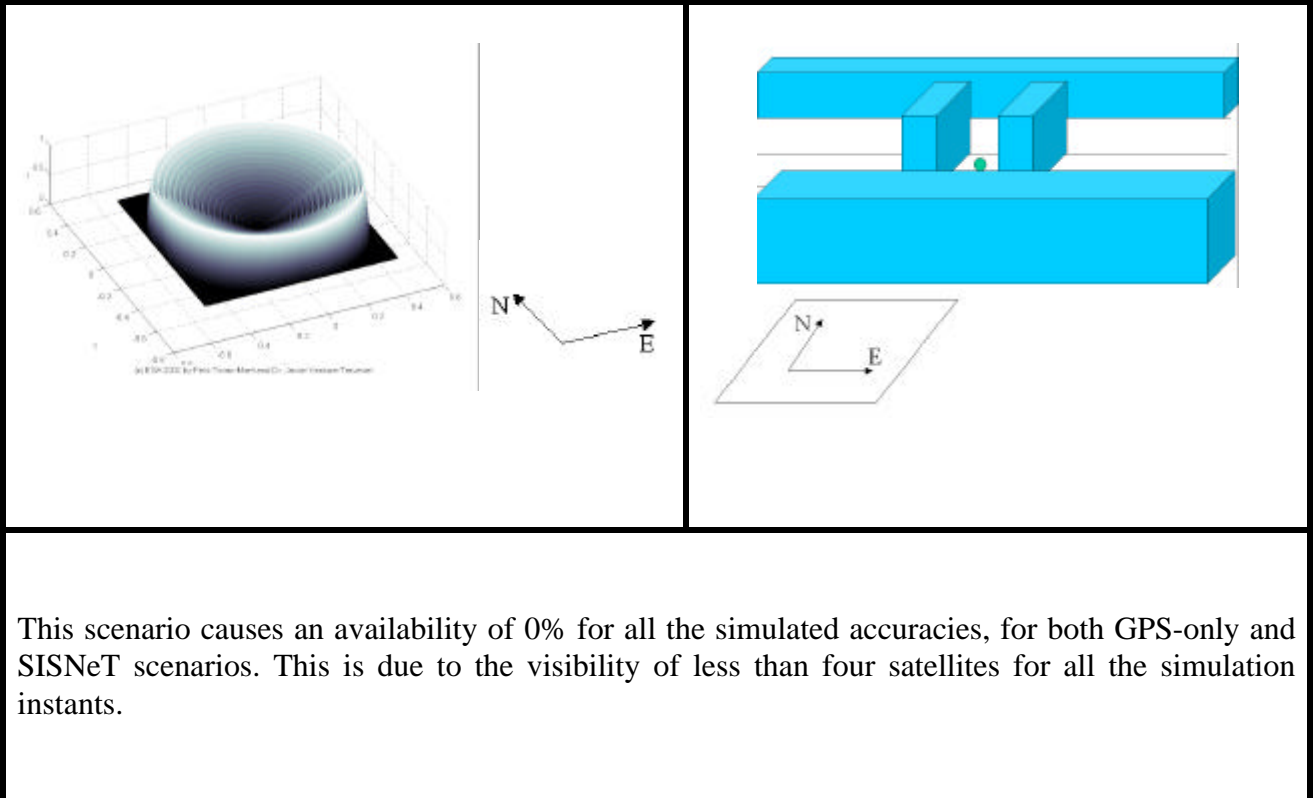 N
E
N
E
This scenario causes an availability of 0% for all the simulated accuracies, for both GPS-only and
SISNeT scenarios. This is due to the visibility of less than four satellites for all the simulation
instants.